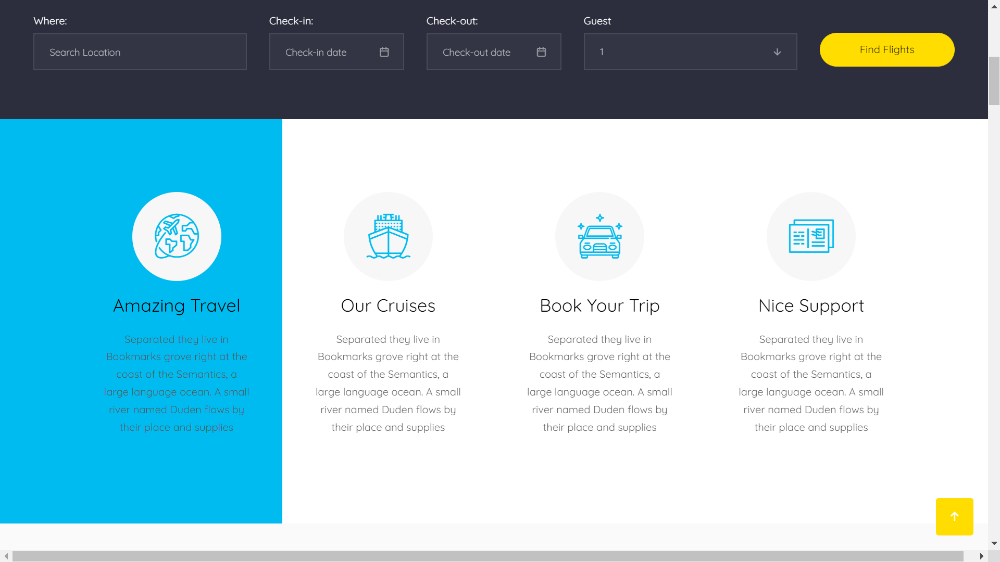 Where:
Search Location
Check-in:
Check-in date
Check-out:
Check-out date
Guest
1
Find Flights
Amazing Travel
Separated they live in
Bookmarks grove right at the
coast of the Semantics, a
large language ocean. A small
river named Duden flows by
their place and supplies
Our Cruises
Separated they live in
Bookmarks grove right at the
coast of the Semantics, a
large language ocean. A small
river named Duden flows by
their place and supplies
Book Your Trip
Separated they live in
Bookmarks grove right at the
coast of the Semantics, a
large language ocean. A small
river named Duden flows by
their place and supplies
Nice Support
Separated they live in
Bookmarks grove right at the
coast of the Semantics, a
large language ocean. A small
river named Duden flows by
their place and supplies